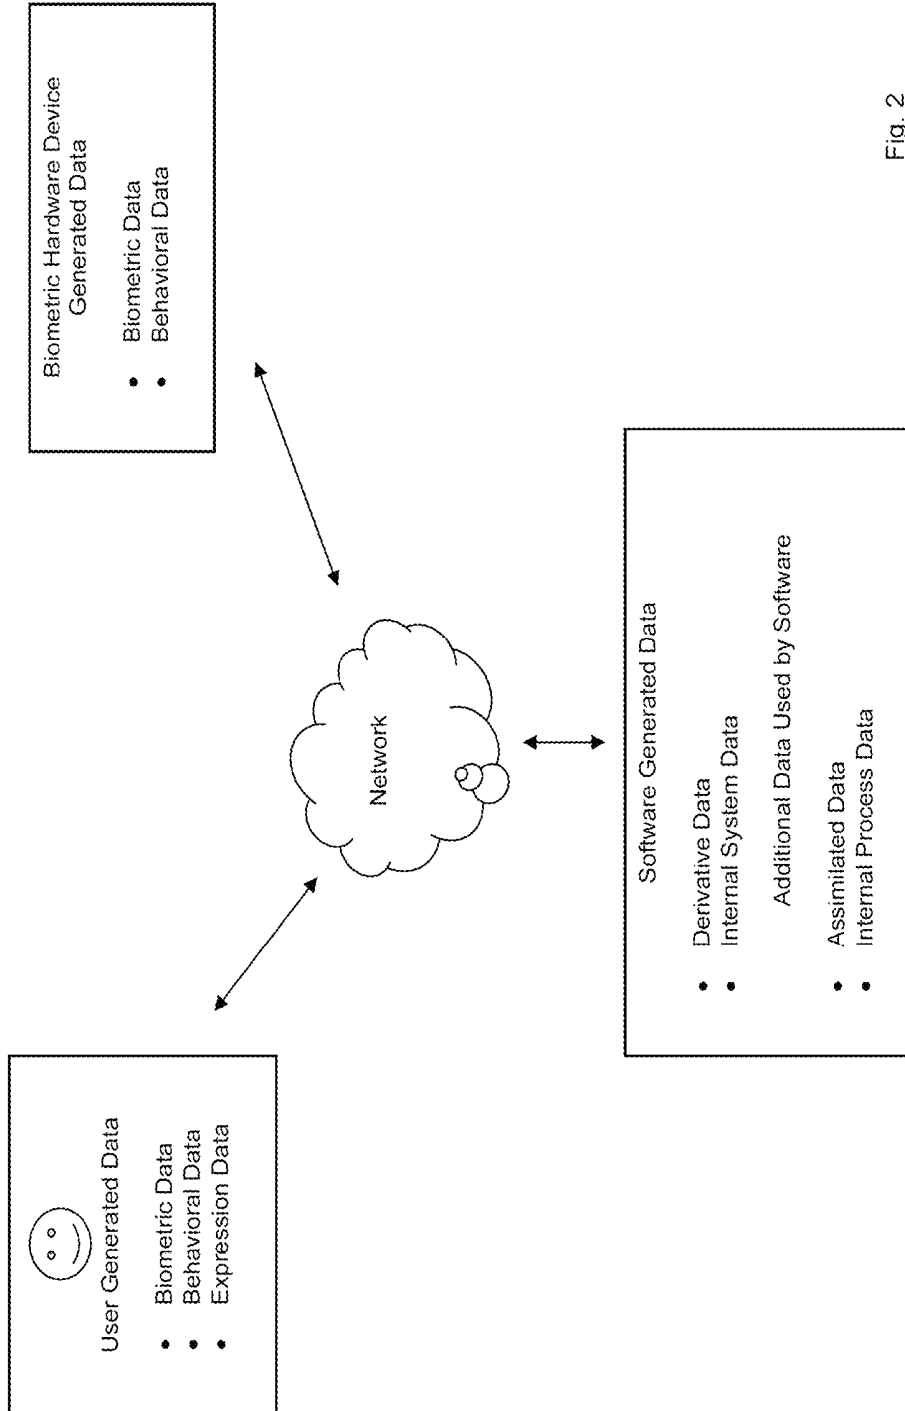 User Generated Data
• Biometric Data
• Behavioral Data
• Expression Data
Biometric Hardware Device
Generated Data
• Biometric Data
• Behavioral Data
Network
Software Generated Data
• Derivative Data
• Internal System Data
Additional Data Used by Software
• Assimilated Data
• Internal Process Data
Fig. 2